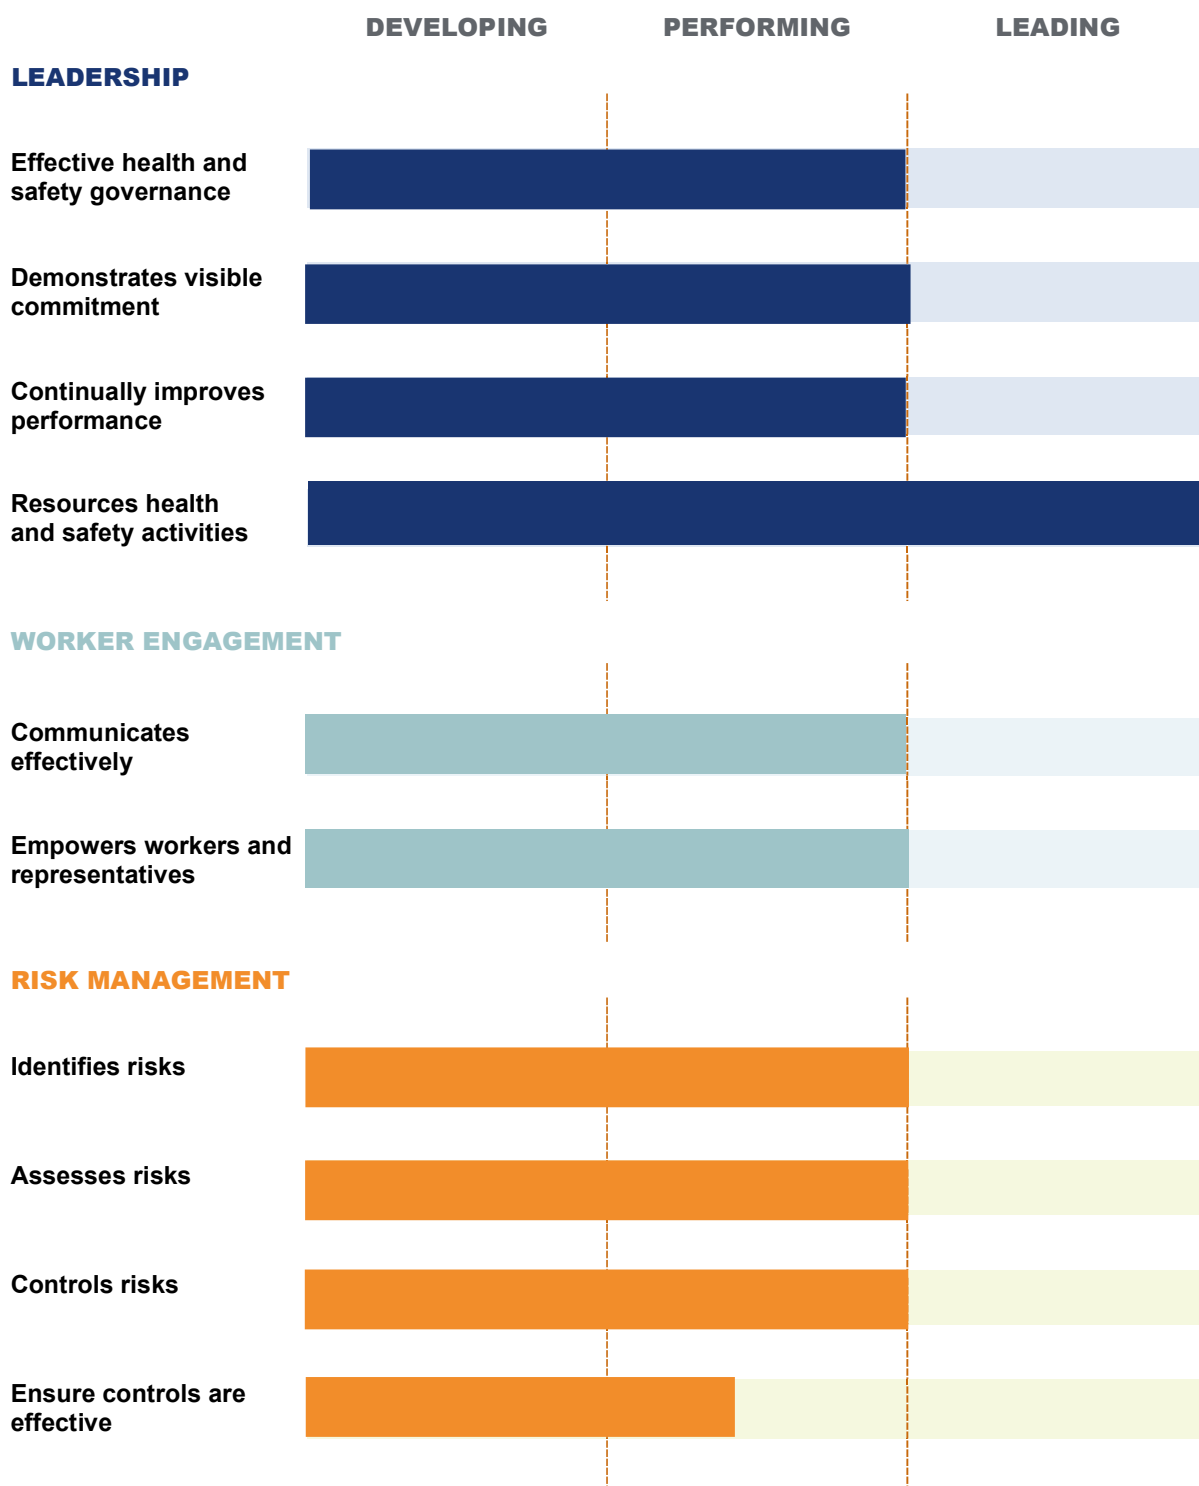 DEVELOPING PERFORMING LEADING
LEADERSHIP
Effective health and
safety governance
Demonstrates visible
commitment
Continually improves
performance
Resources health
and safety activities
WORKER ENGAGEMENT
Communicates
effectively
Empowers workers and
representatives
RISK MANAGEMENT
Identifies risks
Assesses risks
Controls risks
Ensure controls are
effective